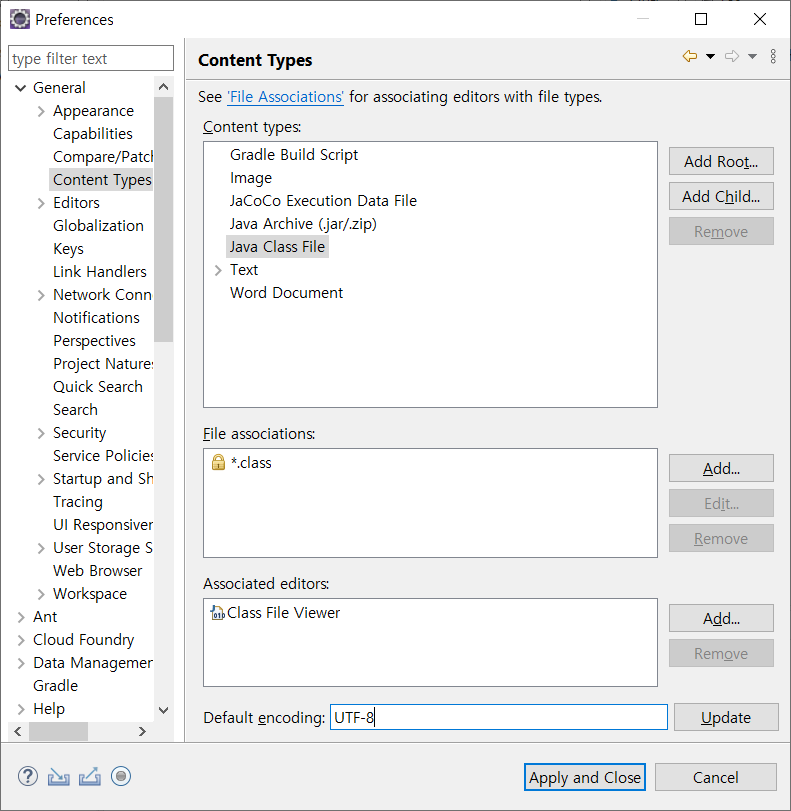 Preferences
type filter text
General
Appearance
Capabilities
Compare/Patch
Content Types
Editors
Globalization
Keys
Link Handlers
Network Conn
Notifications
Perspectives
Project Natures
Quick Search
Search
Security
Service Policies
Startup and Sh
Tracing
UI Responsiven
User Storage S
Web Browser
Workspace
Ant
Cloud Foundry
Data Managemen
Gradle
Help
Content Types
See 'File Associations' for associating editors with file types.
Content types:
Gradle Build Script
Image
JaCoCo Execution Data File
Java Archive (.jar/.zip)
Java Class File
Text
Word Document
Add Root...
Add Child...
Remove
File associations:
*.class
Add...
Edit...
Remove
Associated editors:
Class File Viewer
Add...
Remove
Default encoding: UTF-8 Update
Apply and Close Cancel